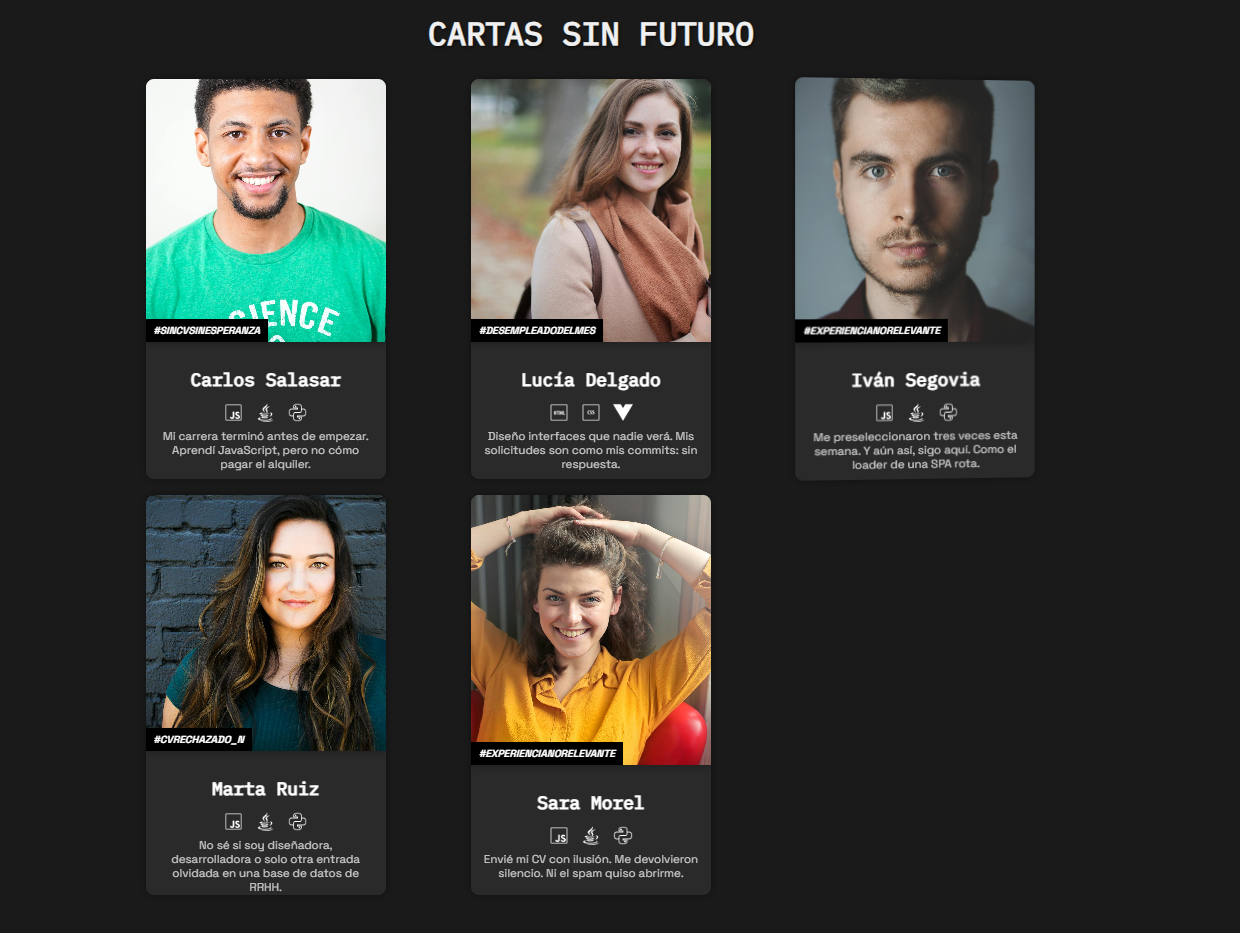 CARTAS SIN FUTURO
CIENCE
#SINCVSINESPERANZA
Carlos Salasar
JS
Mi carrera terminó antes de empezar.
Aprendí JavaScript, pero no cómo
pagar el alquiler.
#DESEMPLEADODELMES
Lucía Delgado
HTML CSS
Diseño interfaces que nadie verá. Mis
solicitudes son como mis commits: sin
respuesta.
#EXPERIENCIANORELEVANTE
Iván Segovia
JS
Me preseleccionaron tres veces esta
semana. Y aún así, sigo aquí. Como el
loader de una SPA rota.
#CVRECHAZADO_N
Marta Ruiz
JS
No sé si soy diseñadora,
desarrolladora o solo otra entrada
olvidada en una base de datos de
RRHH.
#EXPERIENCIANORELEVANTE
Sara Morel
JS
Envié mi CV con ilusión. Me devolvieron
silencio. Ni el spam quiso abrirme.